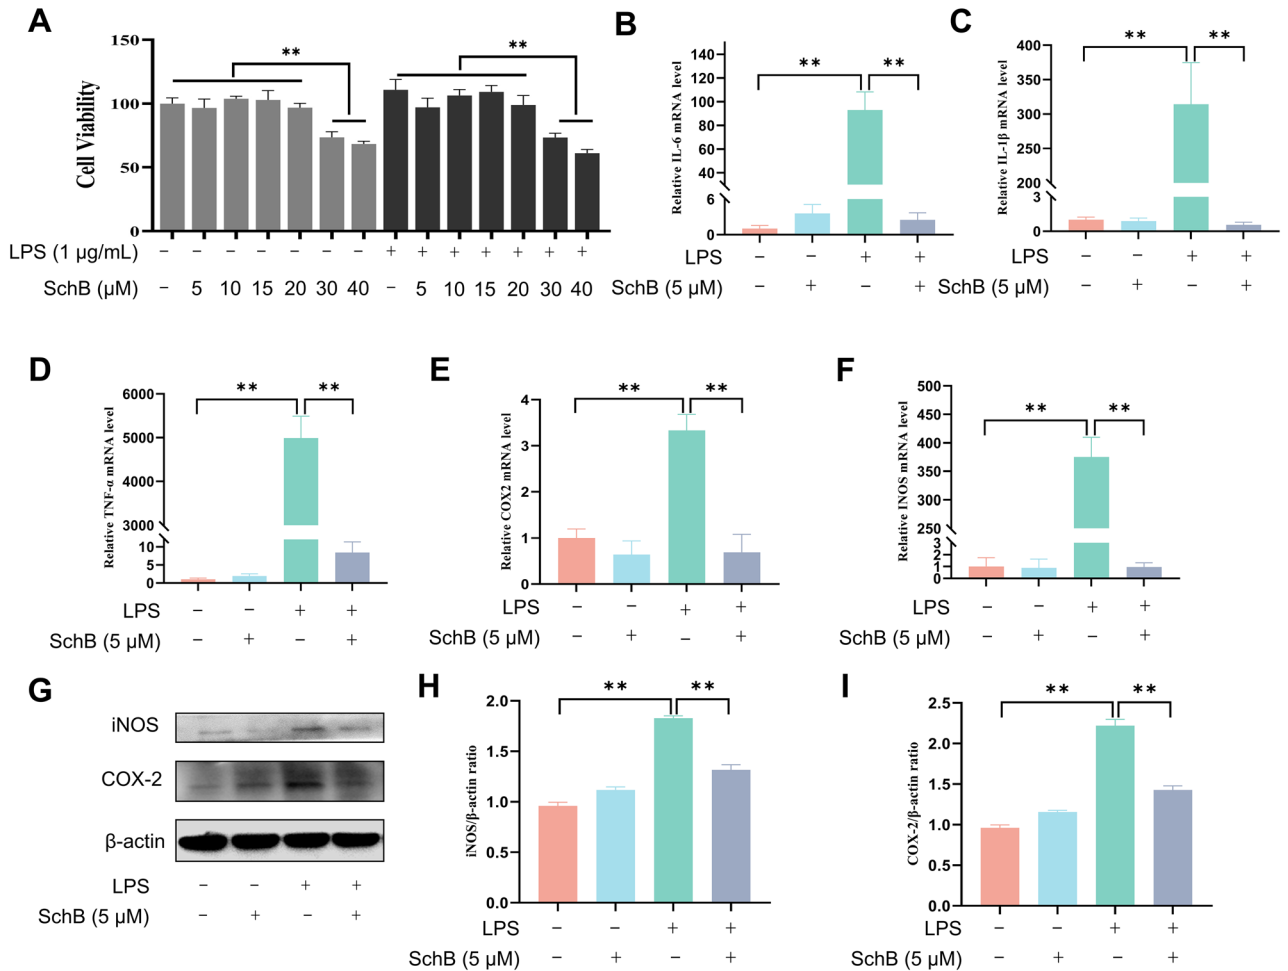 A
Cell Viability
150
100
50
0
** **
LPS (1 μg/mL) − − − − − − − + + + + + + +
SchB (μM) − 5 10 15 20 30 40 − 5 10 15 20 30 40
B
Relative IL-6 mRNA level
140
120
100
80
60
40
6
0
** **
LPS − − + +
SchB (5 μM) − + − +
C
Relative IL-1β mRNA level
400
350
300
250
200
3
0
** **
LPS − − + +
SchB (5 μM) − + − +
D
Relative TNF-α mRNA level
6000
5000
4000
3000
10
5
0
** **
LPS − − + +
SchB (5 μM) − + − +
E
Relative COX2 mRNA level
4
3
2
1
0
** **
LPS − − + +
SchB (5 μM) − + − +
F
Relative INOS mRNA level
500
450
400
350
300
250
3
2
1
0
** **
LPS − − + +
SchB (5 μM) − + − +
G
iNOS
COX-2
β-actin
LPS − − + +
SchB (5 μM) − + − +
H
iNOS/β-actin ratio
2.0
1.5
1.0
0.5
0.0
** **
LPS − − + +
SchB (5 μM) − + − +
I
COX-2/β-actin ratio
2.5
2.0
1.5
1.0
0.5
0.0
** **
LPS − − + +
SchB (5 μM) − + − +